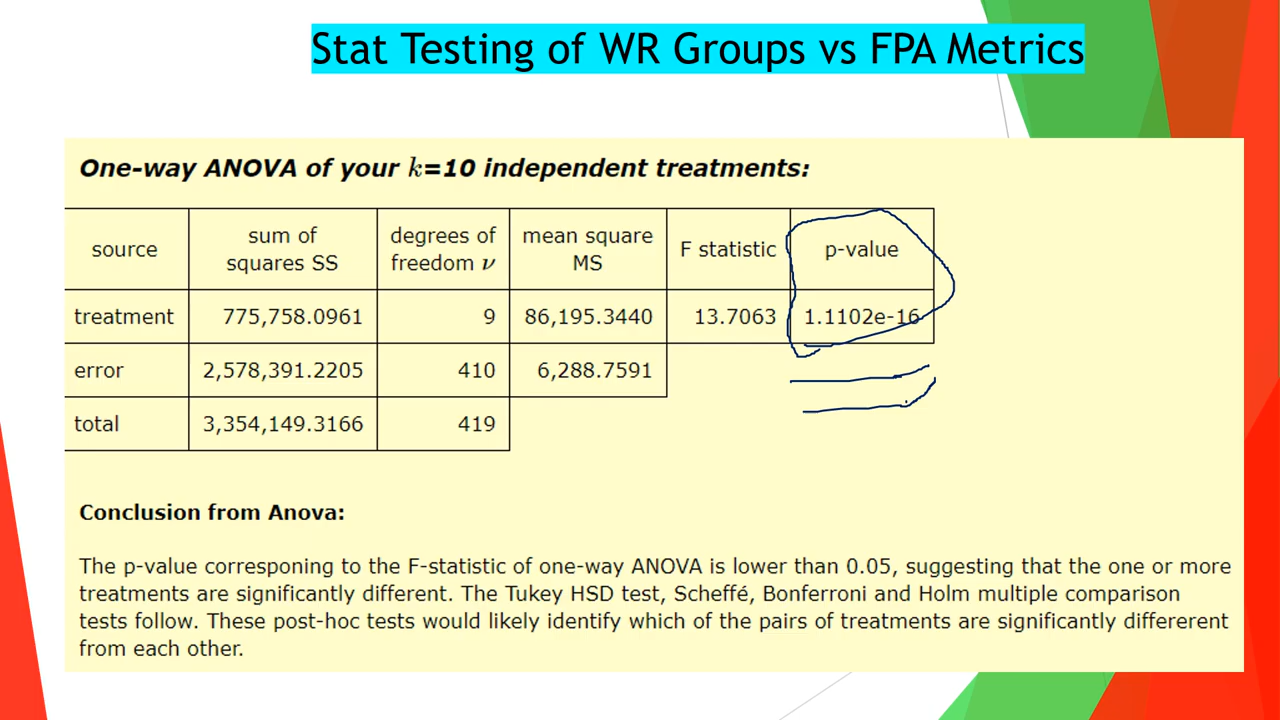 Stat Testing of WR Groups vs FPA Metrics
One-way ANOVA of your k=10 independent treatments:
source sum of squares SS degrees of freedom ν mean square MS F statistic p-value
treatment 775,758.0961 9 86,195.3440 13.7063 1.1102e-16
error 2,578,391.2205 410 6,288.7591
total 3,354,149.3166 419
Conclusion from Anova:
The p-value corresponing to the F-statistic of one-way ANOVA is lower than 0.05, suggesting that the one or more
treatments are significantly different. The Tukey HSD test, Scheffé, Bonferroni and Holm multiple comparison
tests follow. These post-hoc tests would likely identify which of the pairs of treatments are significantly differerent
from each other.